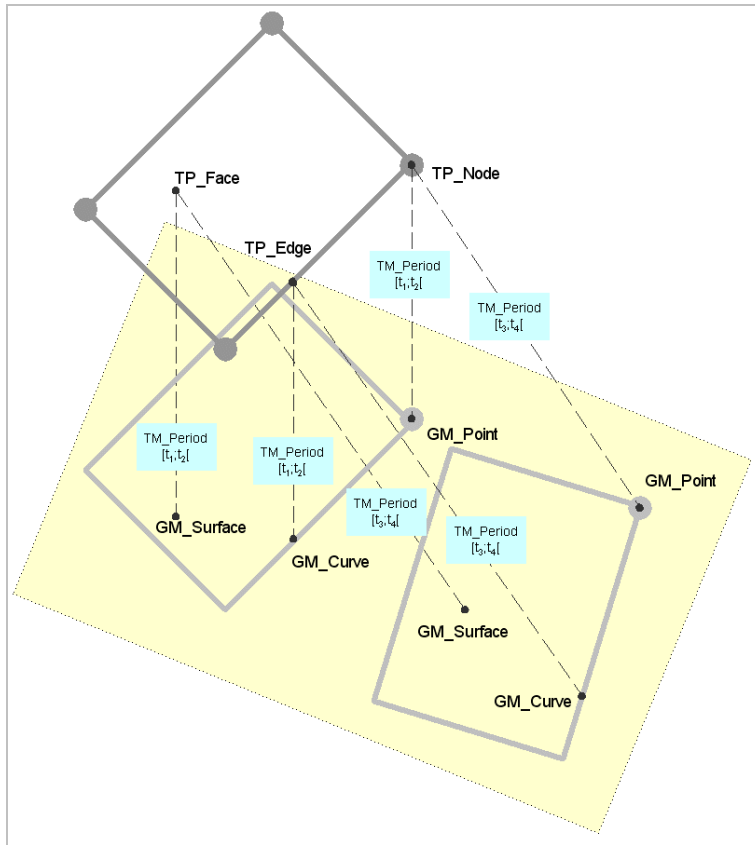 TP_Face
TP_Node
TP_Edge
TM_Period
[t₁;t₂[
TM_Period
[t₃;t₄[
TM_Period
[t₁;t₂[
TM_Period
[t₁;t₂[
GM_Point
GM_Point
TM_Period
[t₃;t₄[
TM_Period
[t₃;t₄[
GM_Surface
GM_Curve
GM_Surface
GM_Curve